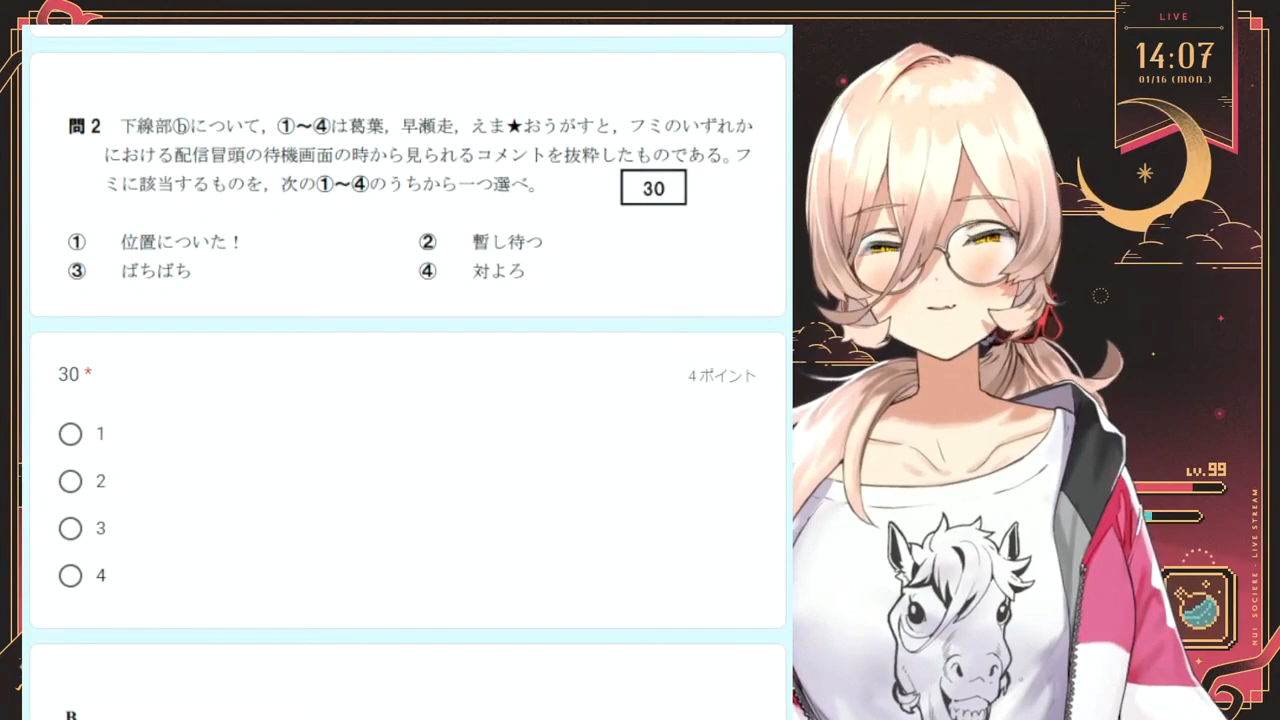 問2 下線部ⓑについて，①～④は葛葉，早瀬走，えま★おうがすと，フミのいずれか
における配信冒頭の待機画面の時から見られるコメントを抜粋したものである。フ
ミに該当するものを，次の①～④のうちから一つ選べ。 30
① 位置についた！ ② 暫し待つ
③ ばちばち ④ 対よろ
30 *
4 ポイント
1
2
3
4
B
LIVE
14:07
01/16 (MON.)
LV.99
NUI SOCIERE - LIVE STREAM